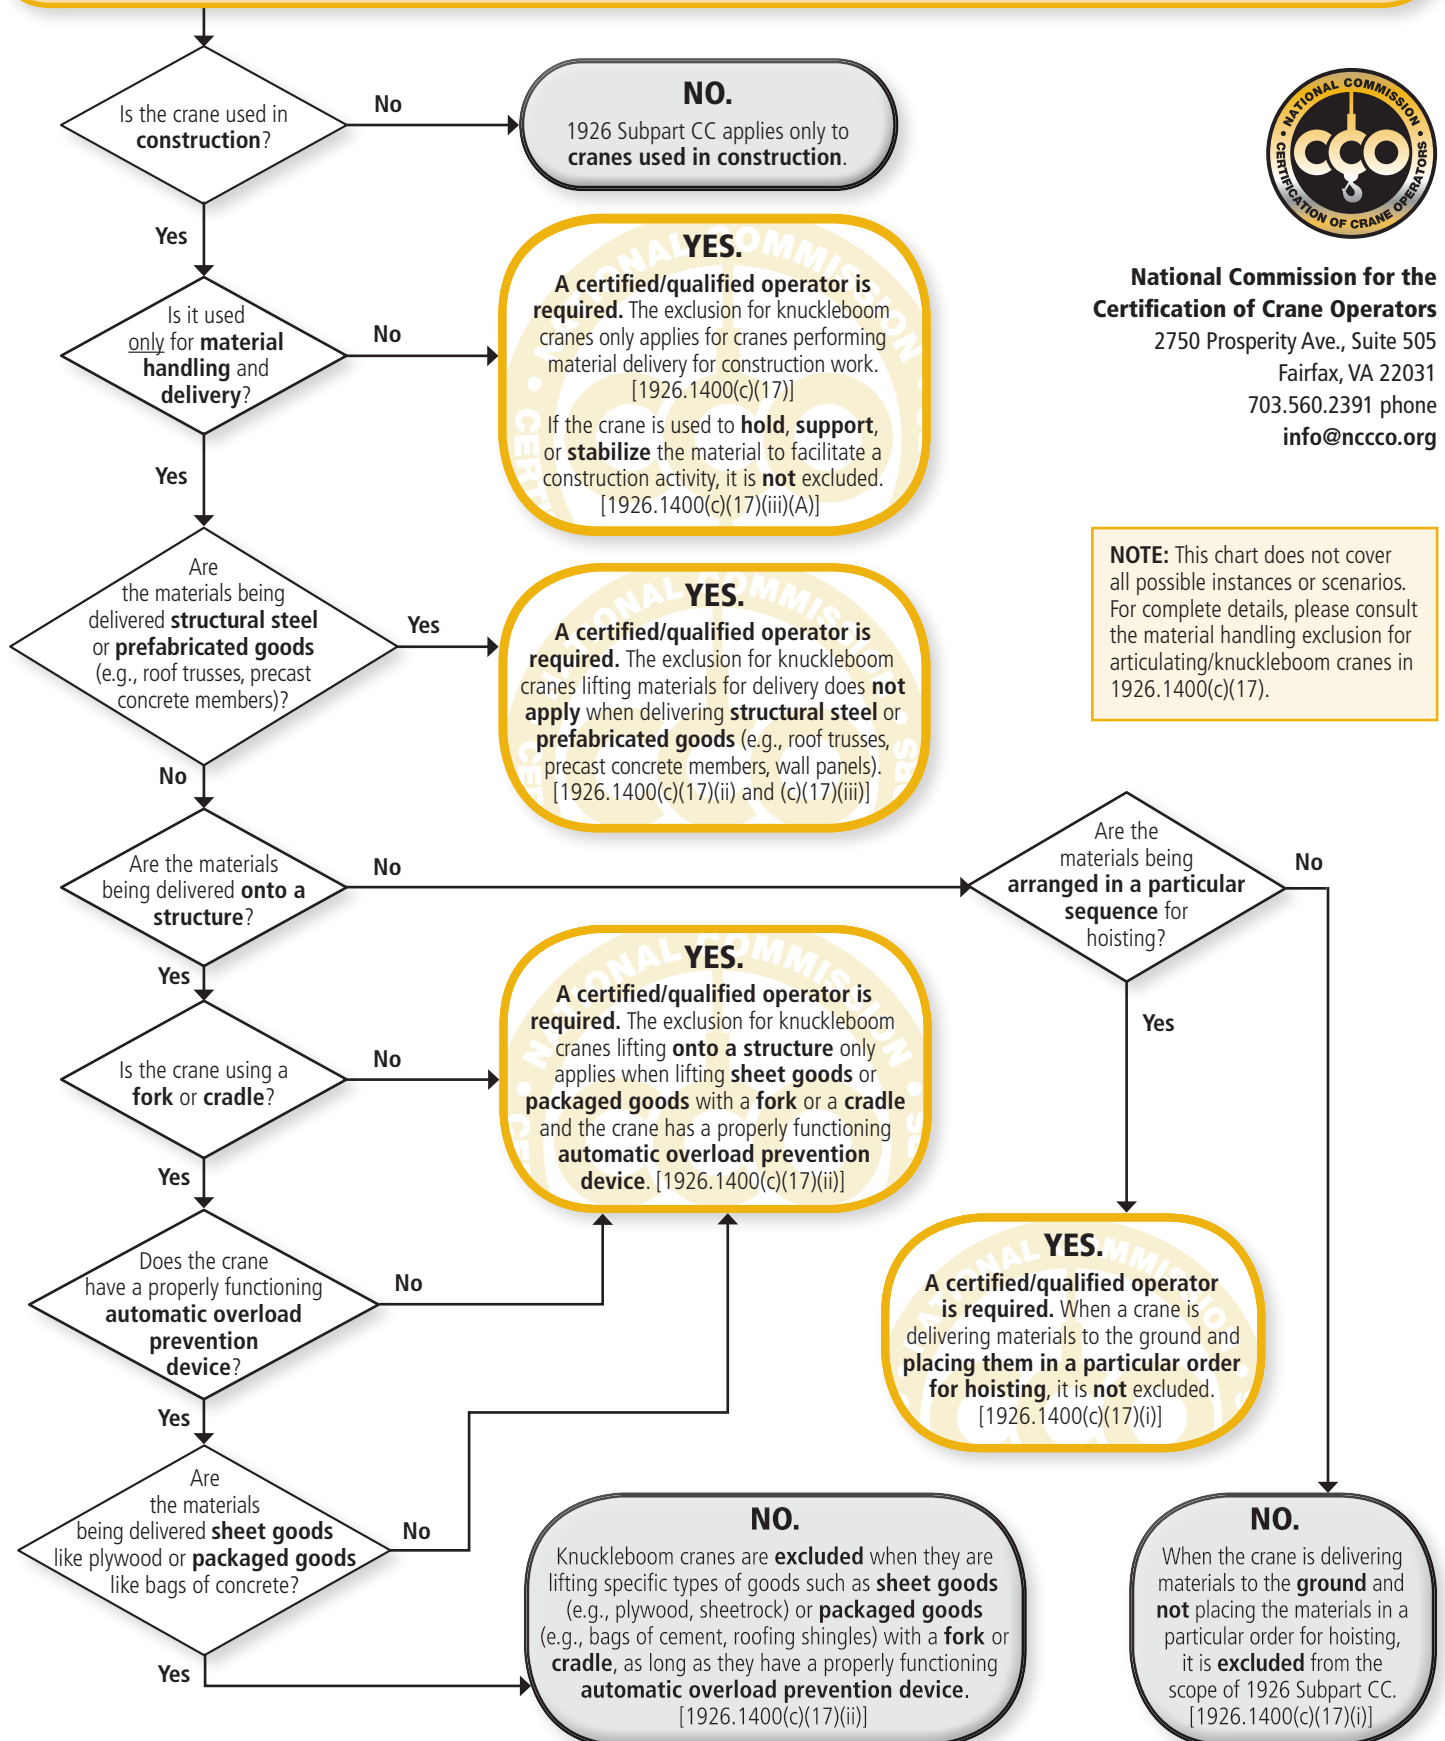 Is the crane used in
construction?
No
NO.
1926 Subpart CC applies only to
cranes used in construction.
NATIONAL COMMISSION
CCO
CERTIFICATION OF CRANE OPERATORS
Yes
National Commission for the
Certification of Crane Operators
2750 Prosperity Ave., Suite 505
Fairfax, VA 22031
703.560.2391 phone
info@nccco.org
Is it used
only for material
handling and
delivery?
No
YES.
A certified/qualified operator is
required. The exclusion for knuckleboom
cranes only applies for cranes performing
material delivery for construction work.
[1926.1400(c)(17)]
If the crane is used to hold, support,
or stabilize the material to facilitate a
construction activity, it is not excluded.
[1926.1400(c)(17)(iii)(A)]
Yes
NOTE: This chart does not cover
all possible instances or scenarios.
For complete details, please consult
the material handling exclusion for
articulating/knuckleboom cranes in
1926.1400(c)(17).
Are
the materials being
delivered structural steel
or prefabricated goods
(e.g., roof trusses, precast
concrete members)?
Yes
YES.
A certified/qualified operator is
required. The exclusion for knuckleboom
cranes lifting materials for delivery does not
apply when delivering structural steel or
prefabricated goods (e.g., roof trusses,
precast concrete members, wall panels).
[1926.1400(c)(17)(ii) and (c)(17)(iii)]
No
Are the materials
being delivered onto a
structure?
No
Are the
materials being
arranged in a particular
sequence for
hoisting?
No
Yes
Yes
Is the crane using a
fork or cradle?
No
YES.
A certified/qualified operator is
required. The exclusion for knuckleboom
cranes lifting onto a structure only
applies when lifting sheet goods or
packaged goods with a fork or a cradle
and the crane has a properly functioning
automatic overload prevention
device. [1926.1400(c)(17)(ii)]
Yes
Does the crane
have a properly functioning
automatic overload
prevention
device?
No
YES.
A certified/qualified operator
is required. When a crane is
delivering materials to the ground and
placing them in a particular order
for hoisting, it is not excluded.
[1926.1400(c)(17)(i)]
Yes
Are
the materials
being delivered sheet goods
like plywood or packaged goods
like bags of concrete?
No
Yes
NO.
Knuckleboom cranes are excluded when they are
lifting specific types of goods such as sheet goods
(e.g., plywood, sheetrock) or packaged goods
(e.g., bags of cement, roofing shingles) with a fork or
cradle, as long as they have a properly functioning
automatic overload prevention device.
[1926.1400(c)(17)(ii)]
NO.
When the crane is delivering
materials to the ground and
not placing the materials in a
particular order for hoisting,
it is excluded from the
scope of 1926 Subpart CC.
[1926.1400(c)(17)(i)]